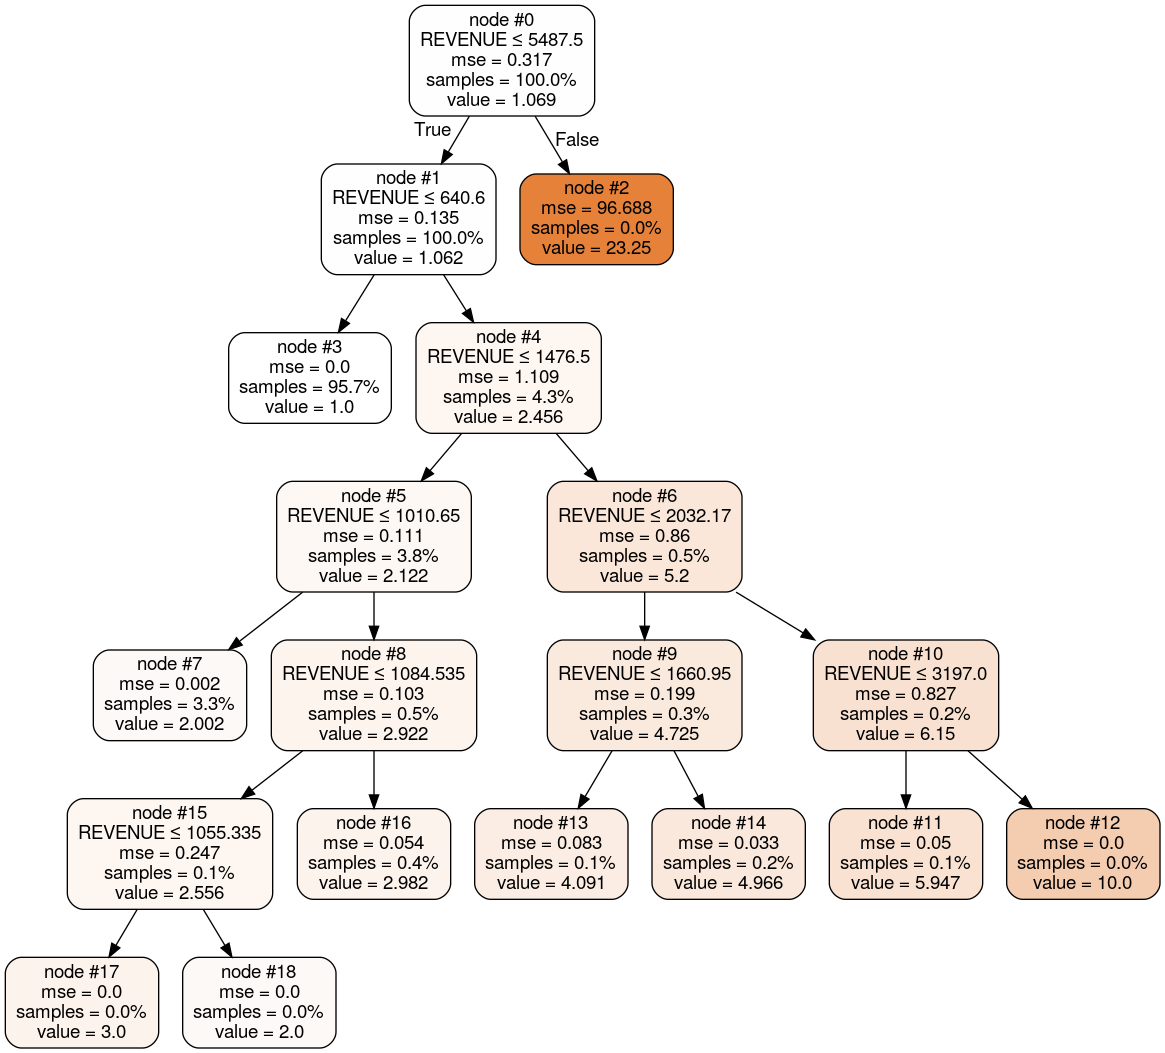 node #0
REVENUE ≤ 5487.5
mse = 0.317
samples = 100.0%
value = 1.069
True
False
node #1
REVENUE ≤ 640.6
mse = 0.135
samples = 100.0%
value = 1.062
node #2
mse = 96.688
samples = 0.0%
value = 23.25
node #3
mse = 0.0
samples = 95.7%
value = 1.0
node #4
REVENUE ≤ 1476.5
mse = 1.109
samples = 4.3%
value = 2.456
node #5
REVENUE ≤ 1010.65
mse = 0.111
samples = 3.8%
value = 2.122
node #6
REVENUE ≤ 2032.17
mse = 0.86
samples = 0.5%
value = 5.2
node #7
mse = 0.002
samples = 3.3%
value = 2.002
node #8
REVENUE ≤ 1084.535
mse = 0.103
samples = 0.5%
value = 2.922
node #9
REVENUE ≤ 1660.95
mse = 0.199
samples = 0.3%
value = 4.725
node #10
REVENUE ≤ 3197.0
mse = 0.827
samples = 0.2%
value = 6.15
node #15
REVENUE ≤ 1055.335
mse = 0.247
samples = 0.1%
value = 2.556
node #16
mse = 0.054
samples = 0.4%
value = 2.982
node #13
mse = 0.083
samples = 0.1%
value = 4.091
node #14
mse = 0.033
samples = 0.2%
value = 4.966
node #11
mse = 0.05
samples = 0.1%
value = 5.947
node #12
mse = 0.0
samples = 0.0%
value = 10.0
node #17
mse = 0.0
samples = 0.0%
value = 3.0
node #18
mse = 0.0
samples = 0.0%
value = 2.0